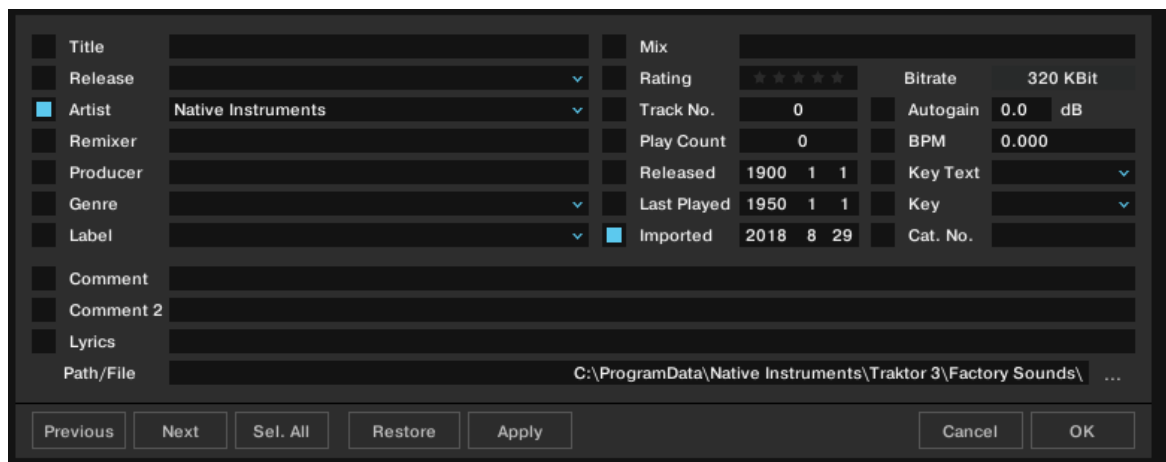 Title Mix
Release Rating Bitrate 320 KBit
Artist Native Instruments Track No. 0 Autogain 0.0 dB
Remixer Play Count 0 BPM 0.000
Producer Released 1900 1 1 Key Text
Genre Last Played 1950 1 1 Key
Label Imported 2018 8 29 Cat. No.
Comment
Comment 2
Lyrics
Path/File C:\ProgramData\Native Instruments\Traktor 3\Factory Sounds\ ...
Previous Next Sel. All Restore Apply Cancel OK